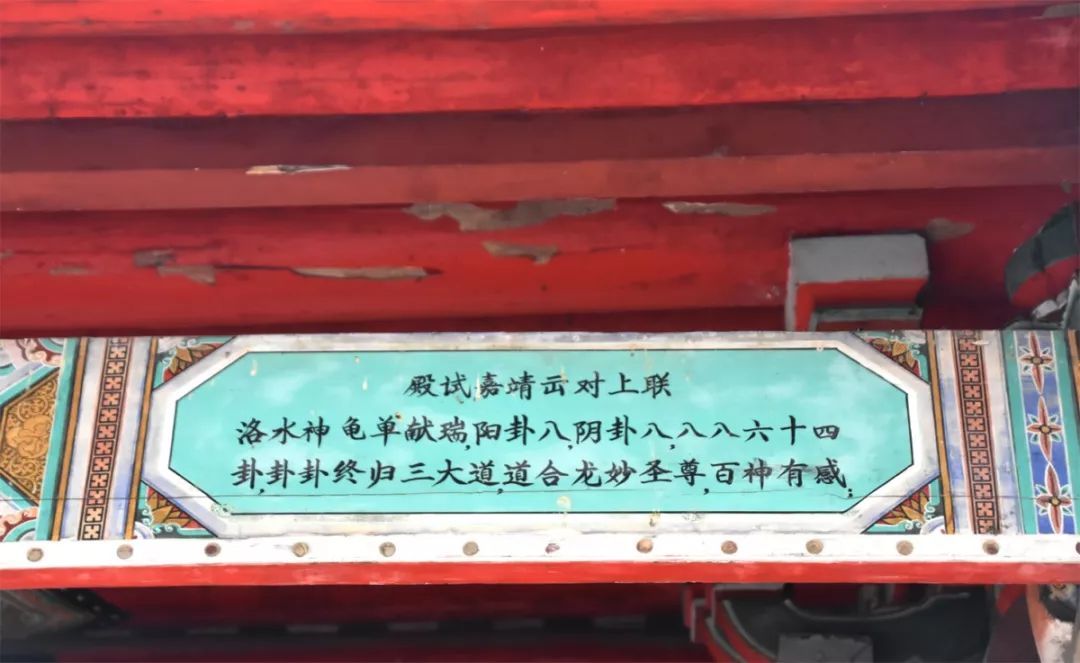 殿试嘉靖出对上联
洛水神龟单献瑞,阳卦八,阴卦八,八八六十四
卦,卦卦终归三大道,道合龙妙圣尊,百神有感;